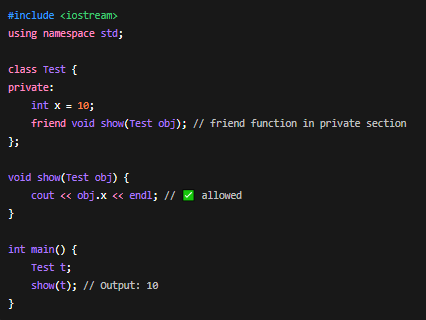 #include <iostream>
using namespace std;
class Test {
private:
int x = 10;
friend void show(Test obj); // friend function in private section
};
void show(Test obj) {
cout << obj.x << endl; // ✅ allowed
}
int main() {
Test t;
show(t); // Output: 10
}